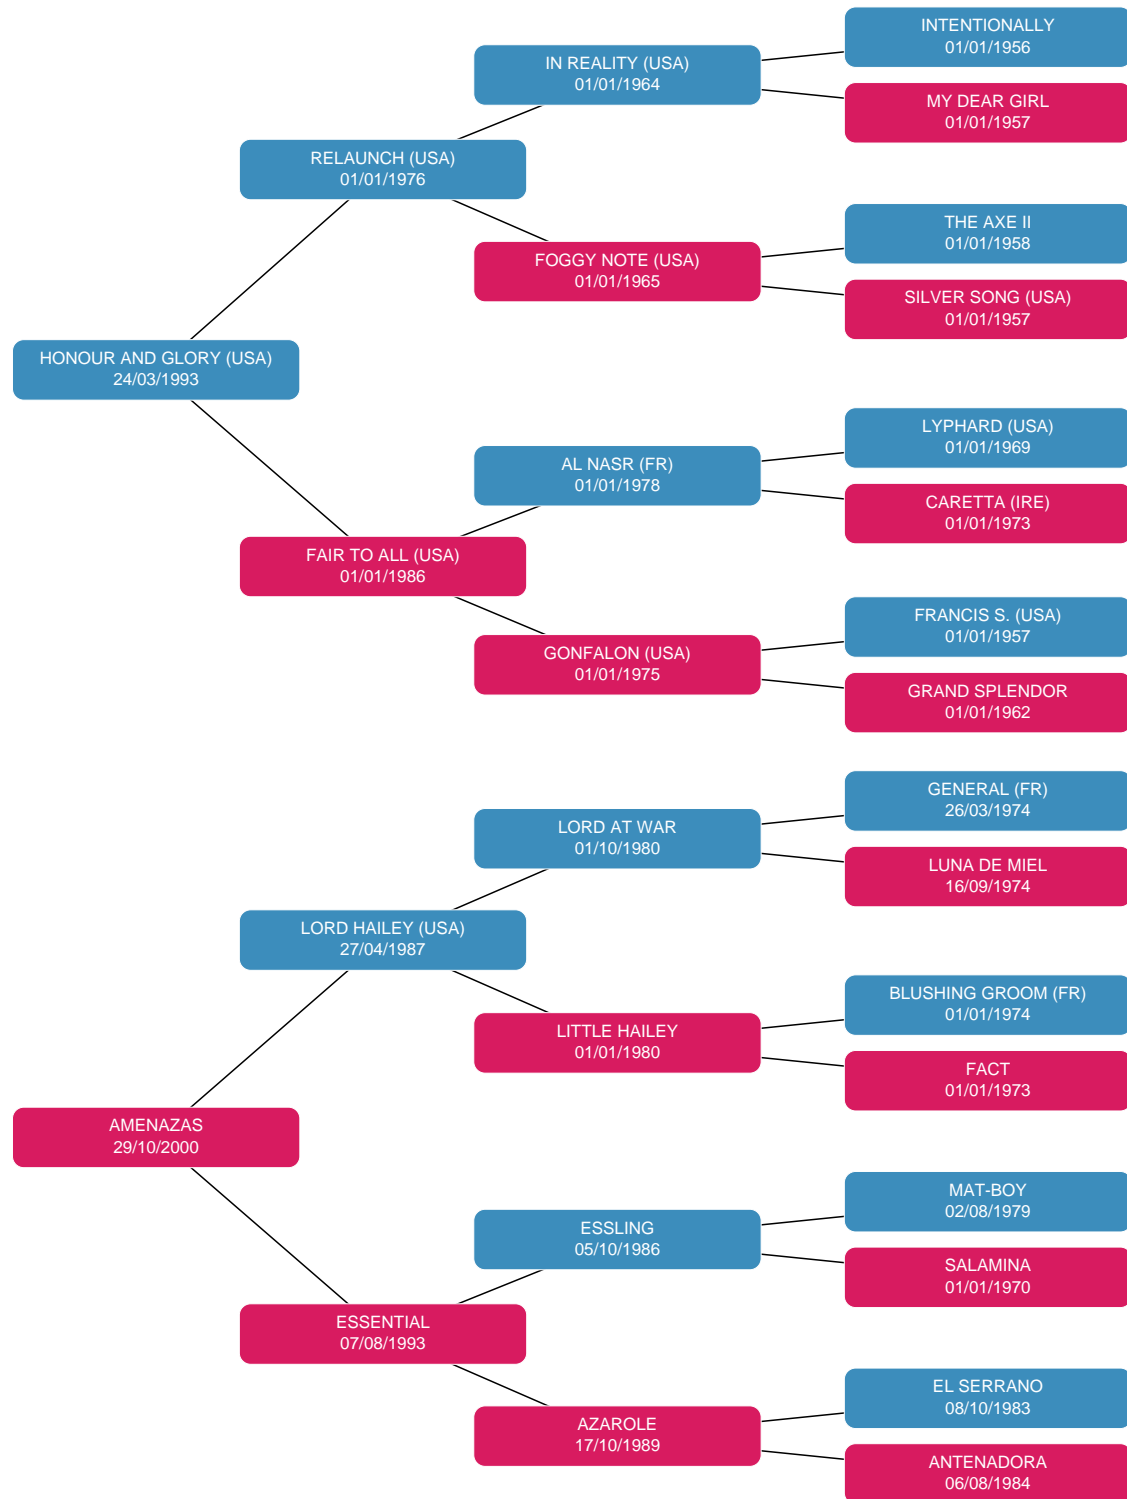 INTENTIONALLY
01/01/1956
IN REALITY (USA)
01/01/1964
MY DEAR GIRL
01/01/1957
RELAUNCH (USA)
01/01/1976
THE AXE II
01/01/1958
FOGGY NOTE (USA)
01/01/1965
SILVER SONG (USA)
01/01/1957
HONOUR AND GLORY (USA)
24/03/1993
LYPHARD (USA)
01/01/1969
AL NASR (FR)
01/01/1978
CARETTA (IRE)
01/01/1973
FAIR TO ALL (USA)
01/01/1986
FRANCIS S. (USA)
01/01/1957
GONFALON (USA)
01/01/1975
GRAND SPLENDOR
01/01/1962
GENERAL (FR)
26/03/1974
LORD AT WAR
01/10/1980
LUNA DE MIEL
16/09/1974
LORD HAILEY (USA)
27/04/1987
BLUSHING GROOM (FR)
01/01/1974
LITTLE HAILEY
01/01/1980
FACT
01/01/1973
AMENAZAS
29/10/2000
MAT-BOY
02/08/1979
ESSLING
05/10/1986
SALAMINA
01/01/1970
ESSENTIAL
07/08/1993
EL SERRANO
08/10/1983
AZAROLE
17/10/1989
ANTENADORA
06/08/1984